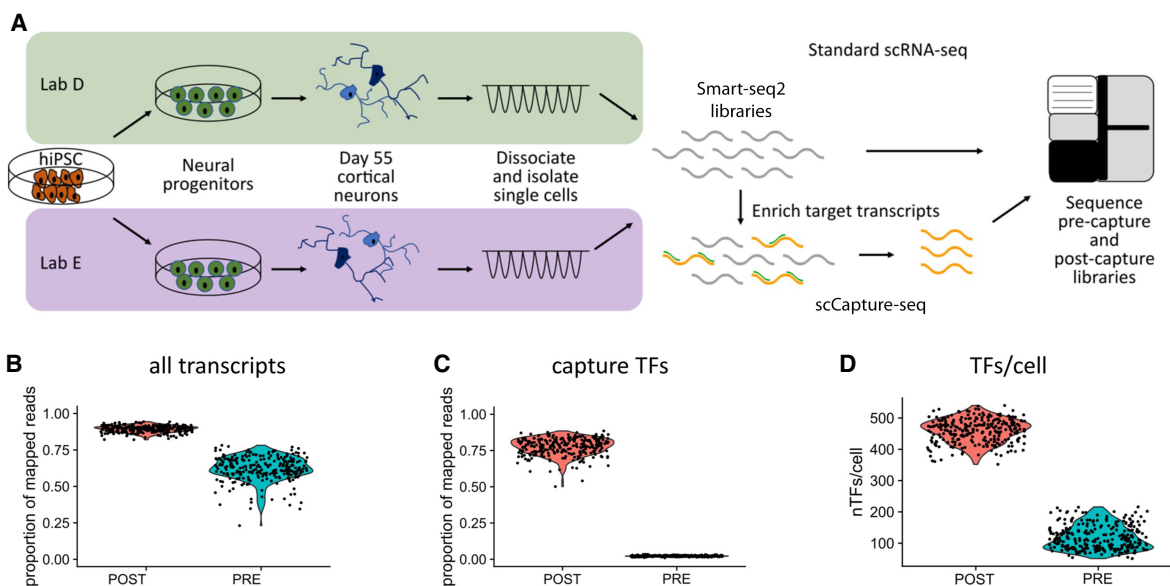 A
Lab D
hiPSC
Neural
progenitors
Day 55
cortical
neurons
Dissociate
and isolate
single cells
Lab E
Standard scRNA-seq
Smart-seq2
libraries
Enrich target transcripts
scCapture-seq
Sequence
pre-capture
and
post-capture
libraries
B
all transcripts
proportion of mapped reads
1.00
0.75
0.50
0.25
0.00
POST
PRE
C
capture TFs
proportion of mapped reads
1.00
0.75
0.50
0.25
0.00
POST
PRE
D
TFs/cell
nTFs/cell
500
400
300
200
100
POST
PRE